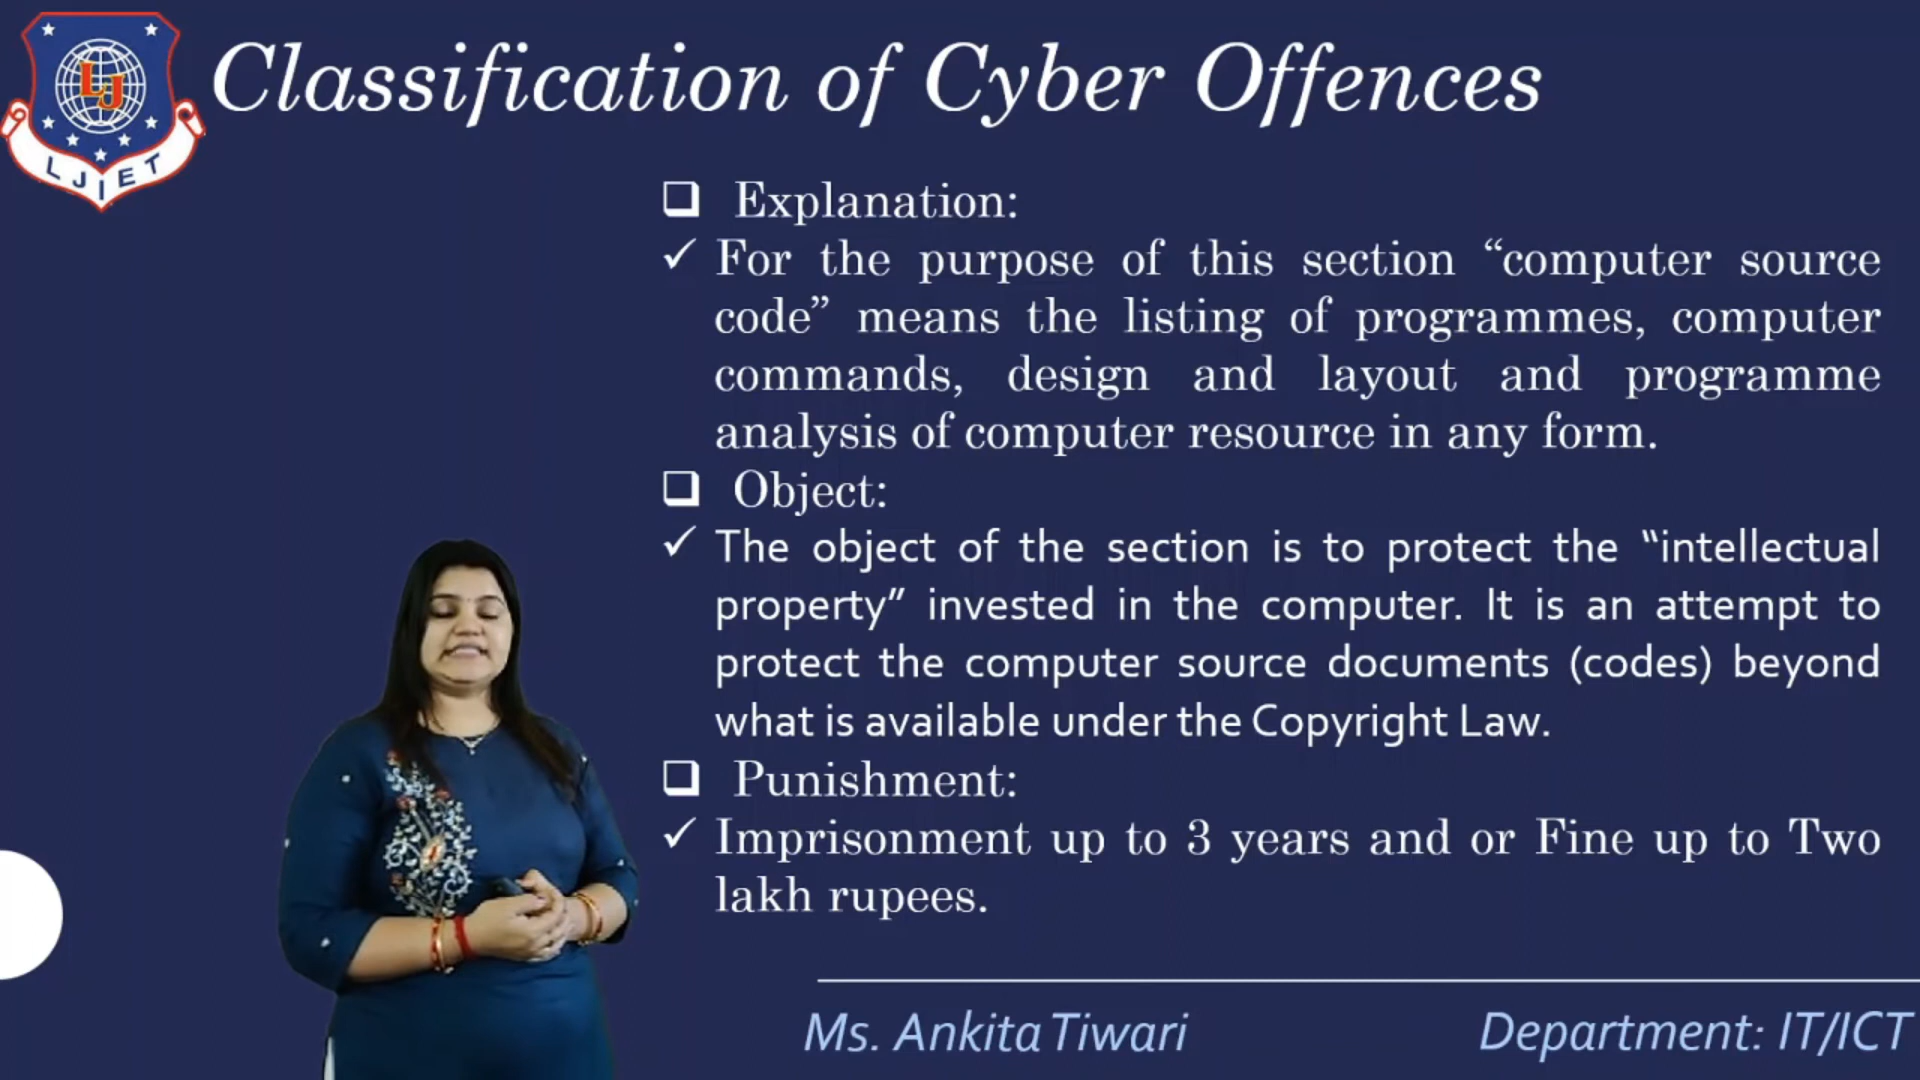 Classification of Cyber Offences
LJ
LJIET
Explanation:
For the purpose of this section “computer source
code” means the listing of programmes, computer
commands, design and layout and programme
analysis of computer resource in any form.
Object:
The object of the section is to protect the “intellectual
property” invested in the computer. It is an attempt to
protect the computer source documents (codes) beyond
what is available under the Copyright Law.
Punishment:
Imprisonment up to 3 years and or Fine up to Two
lakh rupees.
Ms. Ankita Tiwari
Department: IT/ICT